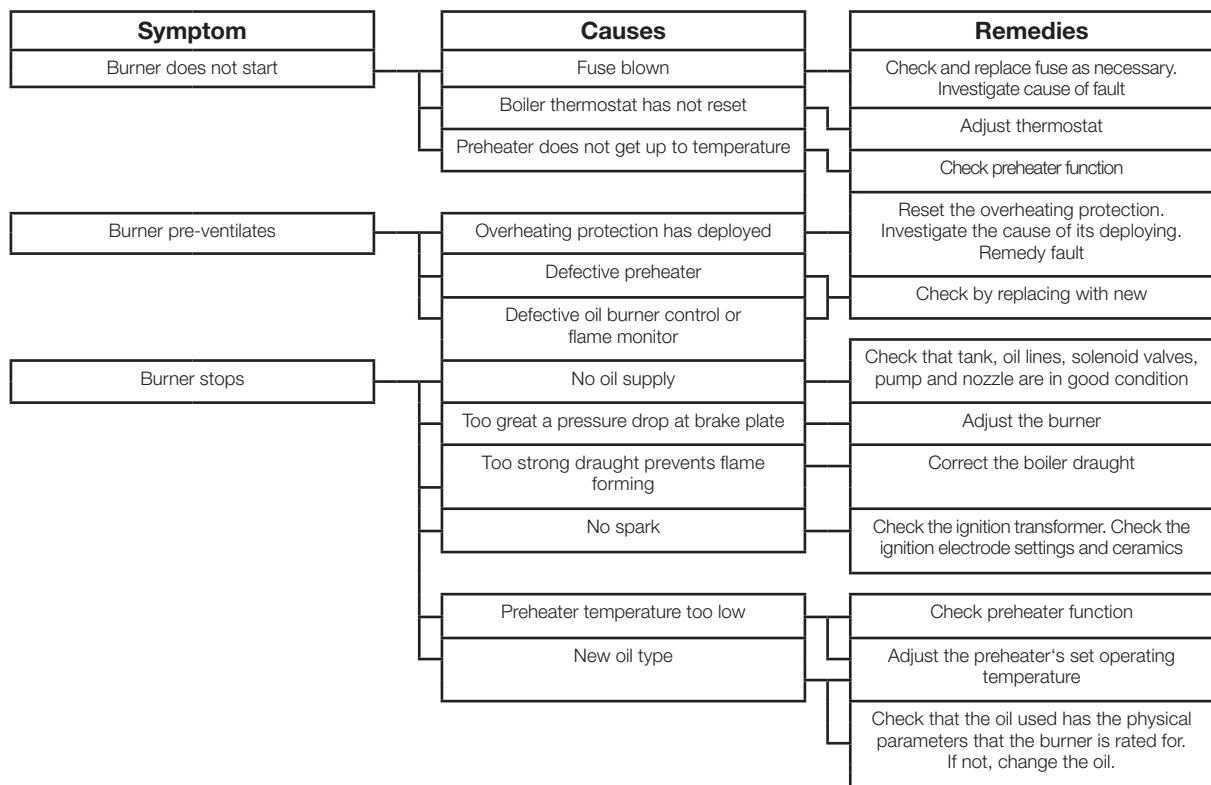 Symptom
Causes
Remedies
Burner does not start
Fuse blown
Check and replace fuse as necessary.
Investigate cause of fault
Boiler thermostat has not reset
Adjust thermostat
Preheater does not get up to temperature
Check preheater function
Burner pre-ventilates
Overheating protection has deployed
Reset the overheating protection.
Investigate the cause of its deploying.
Remedy fault
Defective preheater
Check by replacing with new
Defective oil burner control or
flame monitor
Burner stops
No oil supply
Check that tank, oil lines, solenoid valves,
pump and nozzle are in good condition
Too great a pressure drop at brake plate
Adjust the burner
Too strong draught prevents flame
forming
Correct the boiler draught
No spark
Check the ignition transformer. Check the
ignition electrode settings and ceramics
Preheater temperature too low
Check preheater function
New oil type
Adjust the preheater‘s set operating
temperature
Check that the oil used has the physical
parameters that the burner is rated for.
If not, change the oil.